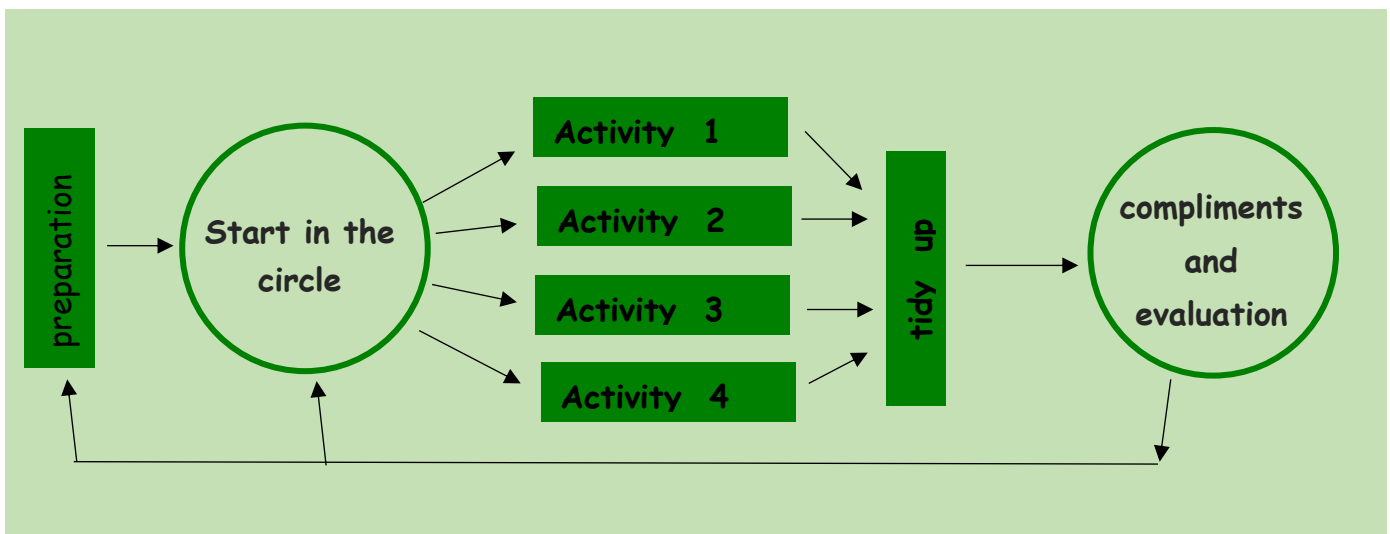 preparation
Start in the
circle
Activity 1
Activity 2
Activity 3
Activity 4
tidy up
compliments
and
evaluation